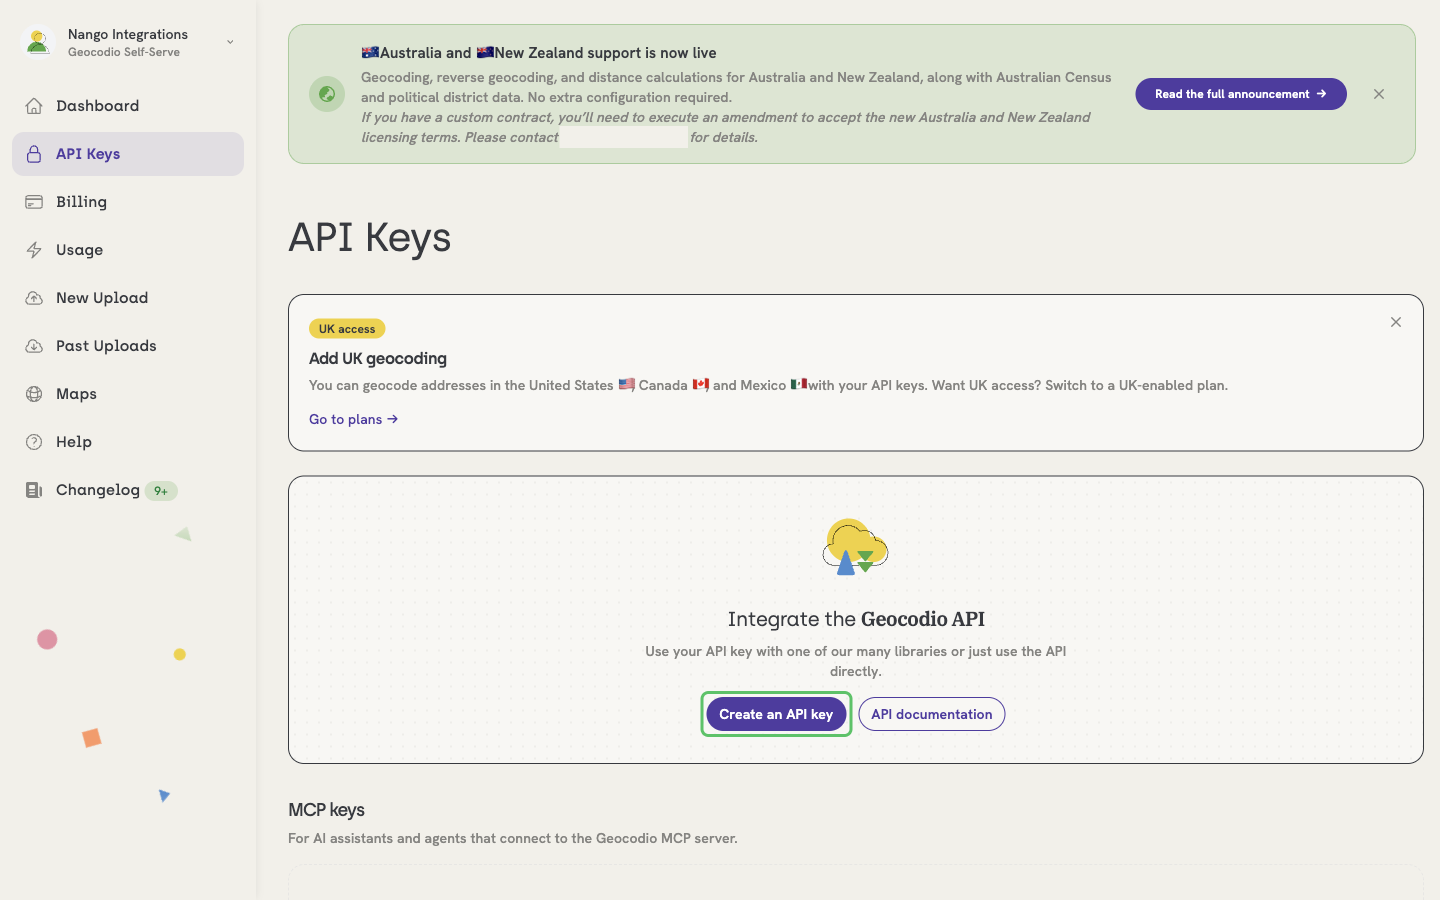 Nango Integrations
Geocodio Self-Serve
Dashboard
API Keys
Billing
Usage
New Upload
Past Uploads
Maps
Help
Changelog 9+
Australia and New Zealand support is now live
Geocoding, reverse geocoding, and distance calculations for Australia and New Zealand, along with Australian Census
and political district data. No extra configuration required.
If you have a custom contract, you'll need to execute an amendment to accept the new Australia and New Zealand
licensing terms. Please contact for details.
Read the full announcement →
API Keys
UK access
Add UK geocoding
You can geocode addresses in the United States 🇺🇸, Canada 🇨🇦, and Mexico 🇲🇽 with your API keys. Want UK access? Switch to a UK-enabled plan.
Go to plans →
Integrate the Geocodio API
Use your API key with one of our many libraries or just use the API
directly.
Create an API key
API documentation
MCP keys
For AI assistants and agents that connect to the Geocodio MCP server.